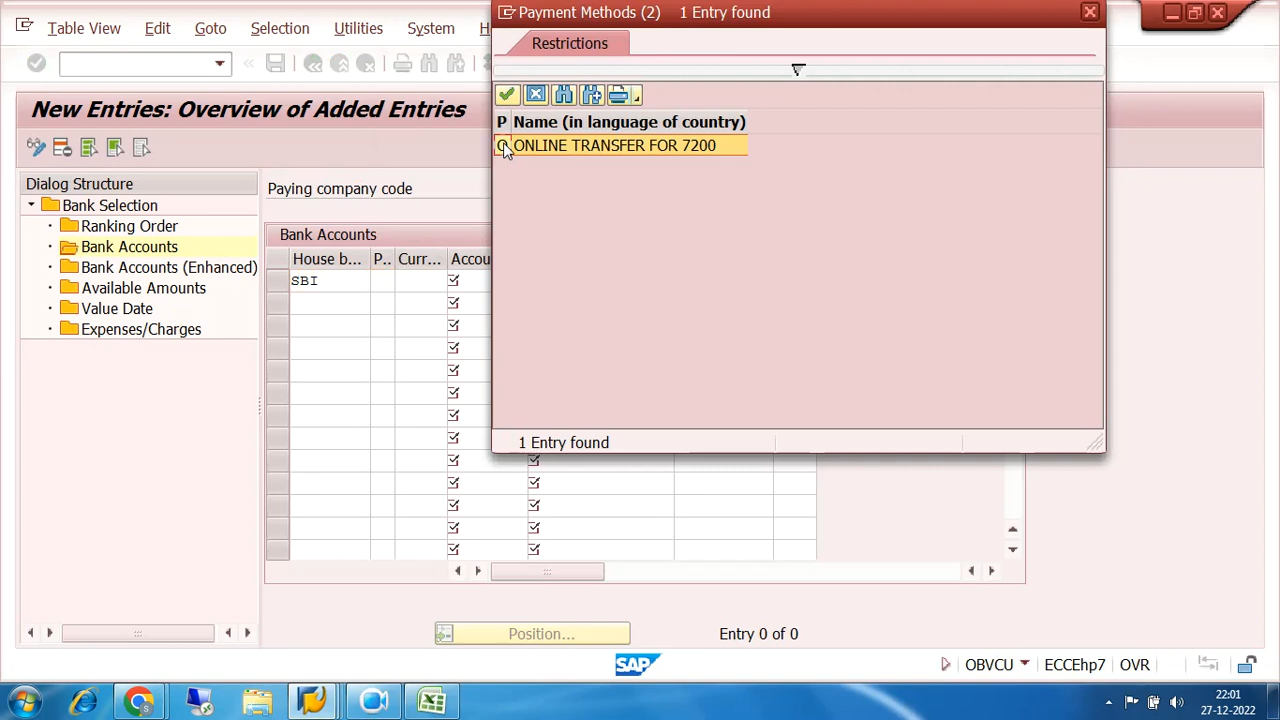 Table View Edit Goto Selection Utilities System
Payment Methods (2) 1 Entry found
Restrictions
New Entries: Overview of Added Entries
P Name (in language of country)
ONLINE TRANSFER FOR 7200
Dialog Structure
Bank Selection
Ranking Order
Bank Accounts
Bank Accounts (Enhanced)
Available Amounts
Value Date
Expenses/Charges
Paying company code
Bank Accounts
House b... P.. Curr... Accou
SBI
1 Entry found
Position... Entry 0 of 0
SAP OBVCU ECCEhp7 OVR
22:01
27-12-2022